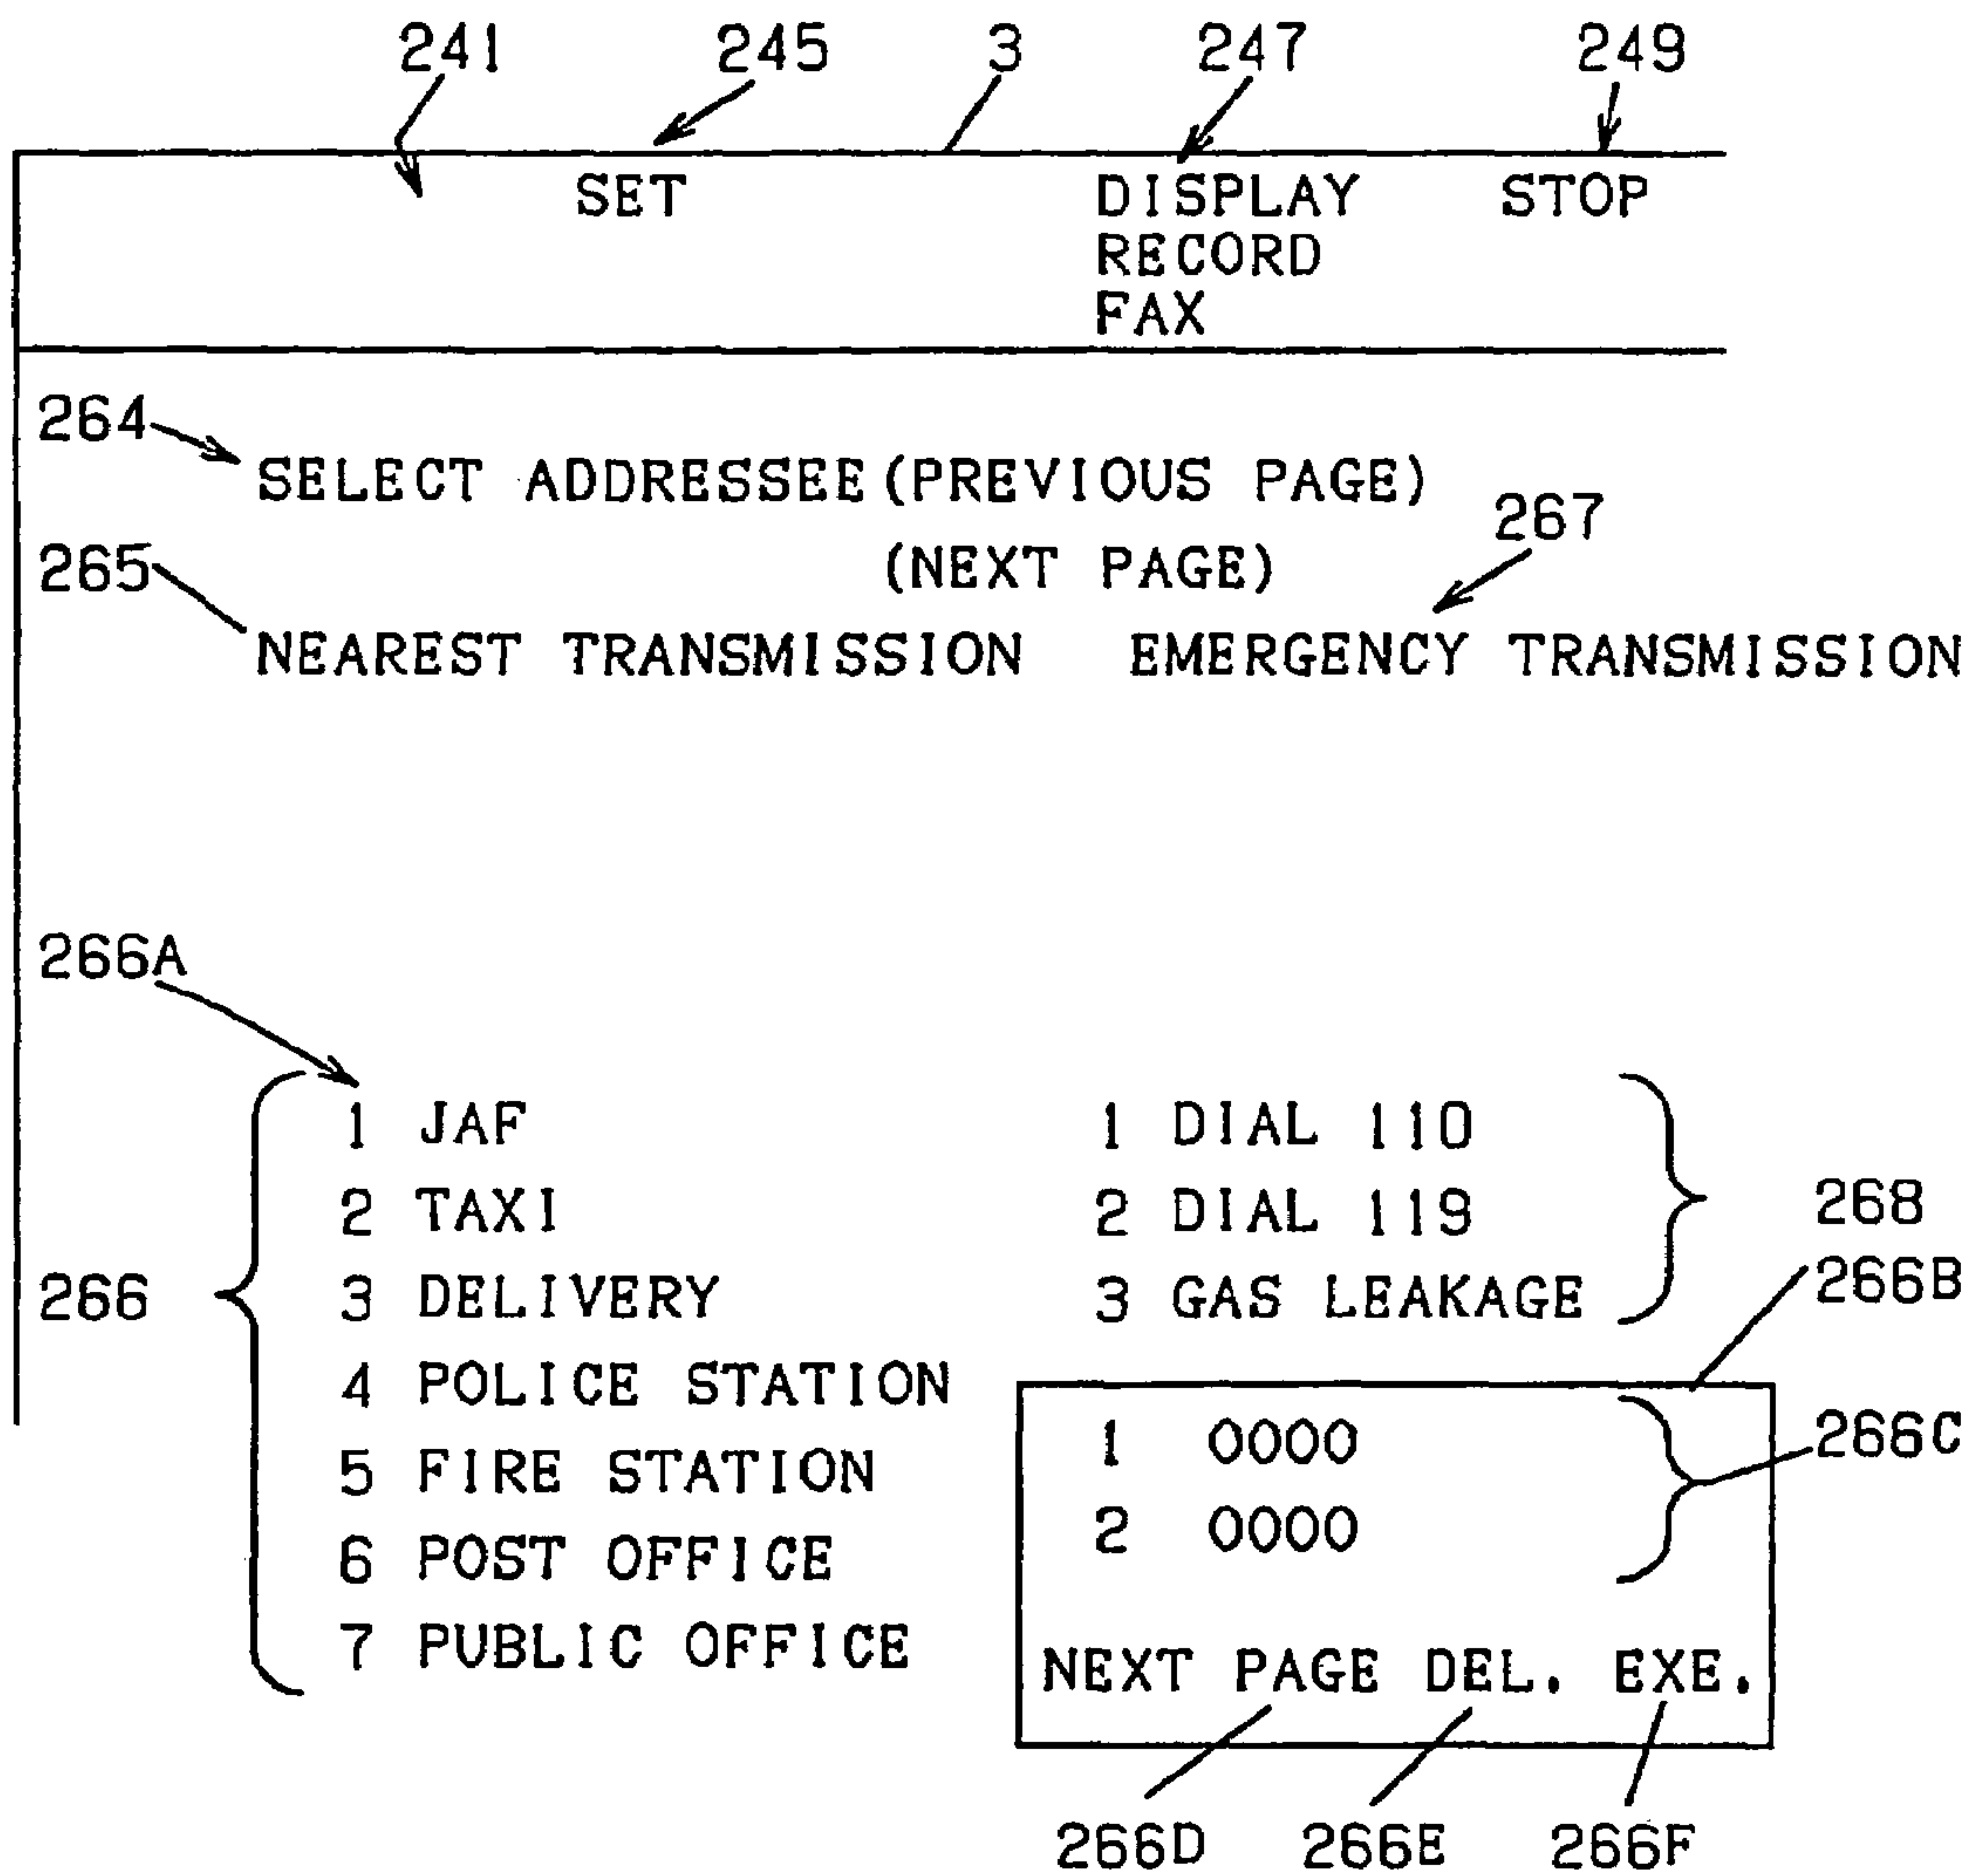 241 245 3 247 249
SET DISPLAY STOP
RECORD
FAX
264
SELECT ADDRESSEE (PREVIOUS PAGE)
267
265 (NEXT PAGE)
NEAREST TRANSMISSION EMERGENCY TRANSMISSION
266A
1 JAF 1 DIAL 110
2 TAXI 2 DIAL 119 268
266 3 DELIVERY 3 GAS LEAKAGE 266B
4 POLICE STATION
1 0000 266C
5 FIRE STATION
2 0000
6 POST OFFICE
7 PUBLIC OFFICE
NEXT PAGE DEL. EXE.
266D 266E 266F